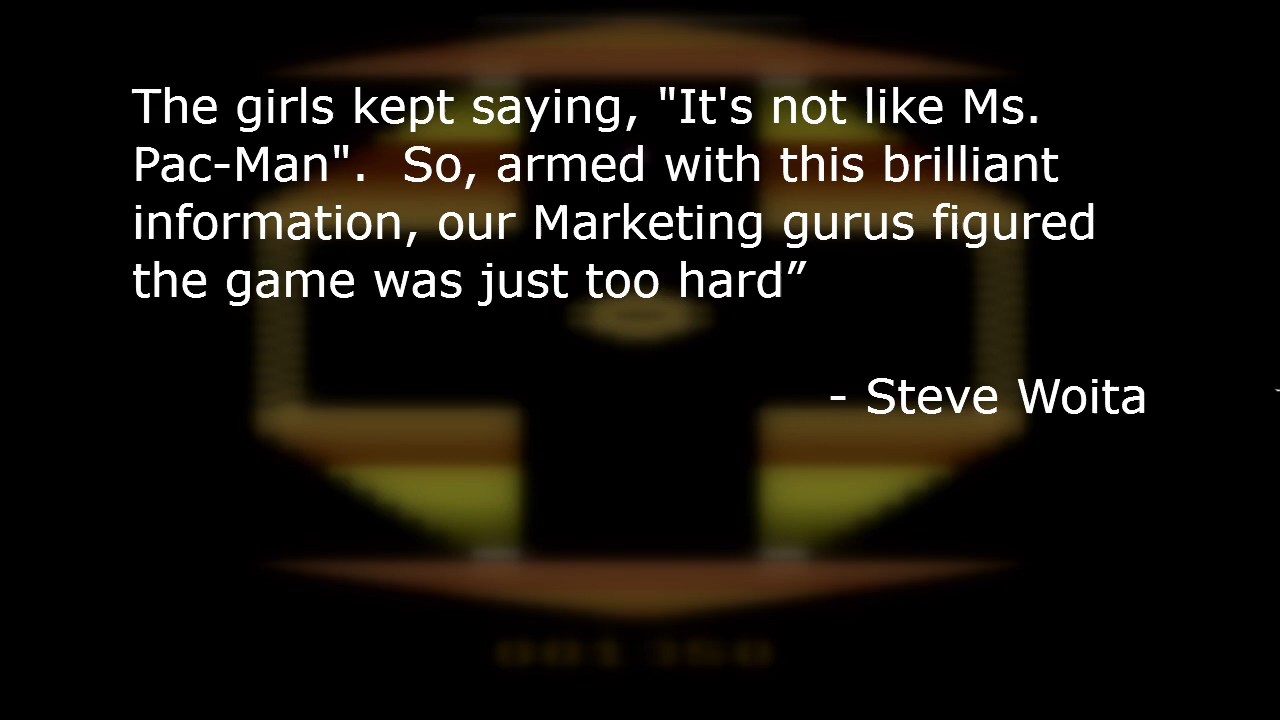 The girls kept saying, "It's not like Ms.
Pac-Man".  So, armed with this brilliant
information, our Marketing gurus figured
the game was just too hard”
- Steve Woita